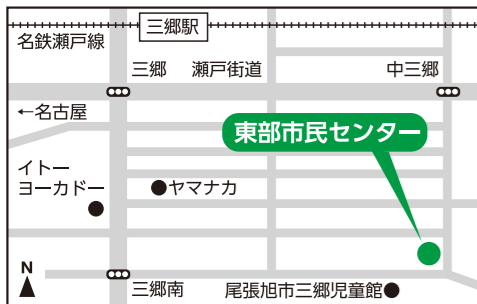 三郷駅
名鉄瀬戸線
三郷
瀬戸街道
中三郷
←名古屋
東部市民センター
イトー
ヨーカドー
ヤマナカ
N
三郷南
尾張旭市三郷児童館